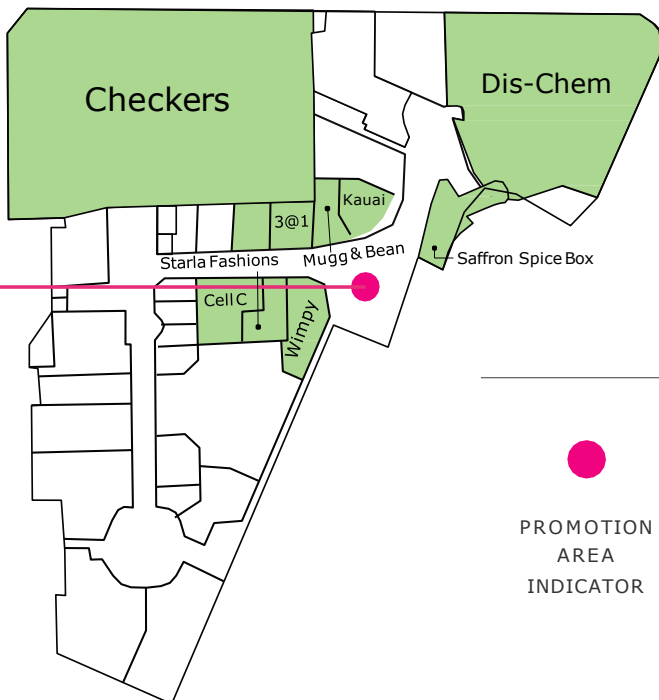 Checkers
Dis-Chem
Kauai
3@1
Starla Fashions
Mugg & Bean
Saffron Spice Box
Cell C
Wimpy
PROMOTION
AREA
INDICATOR